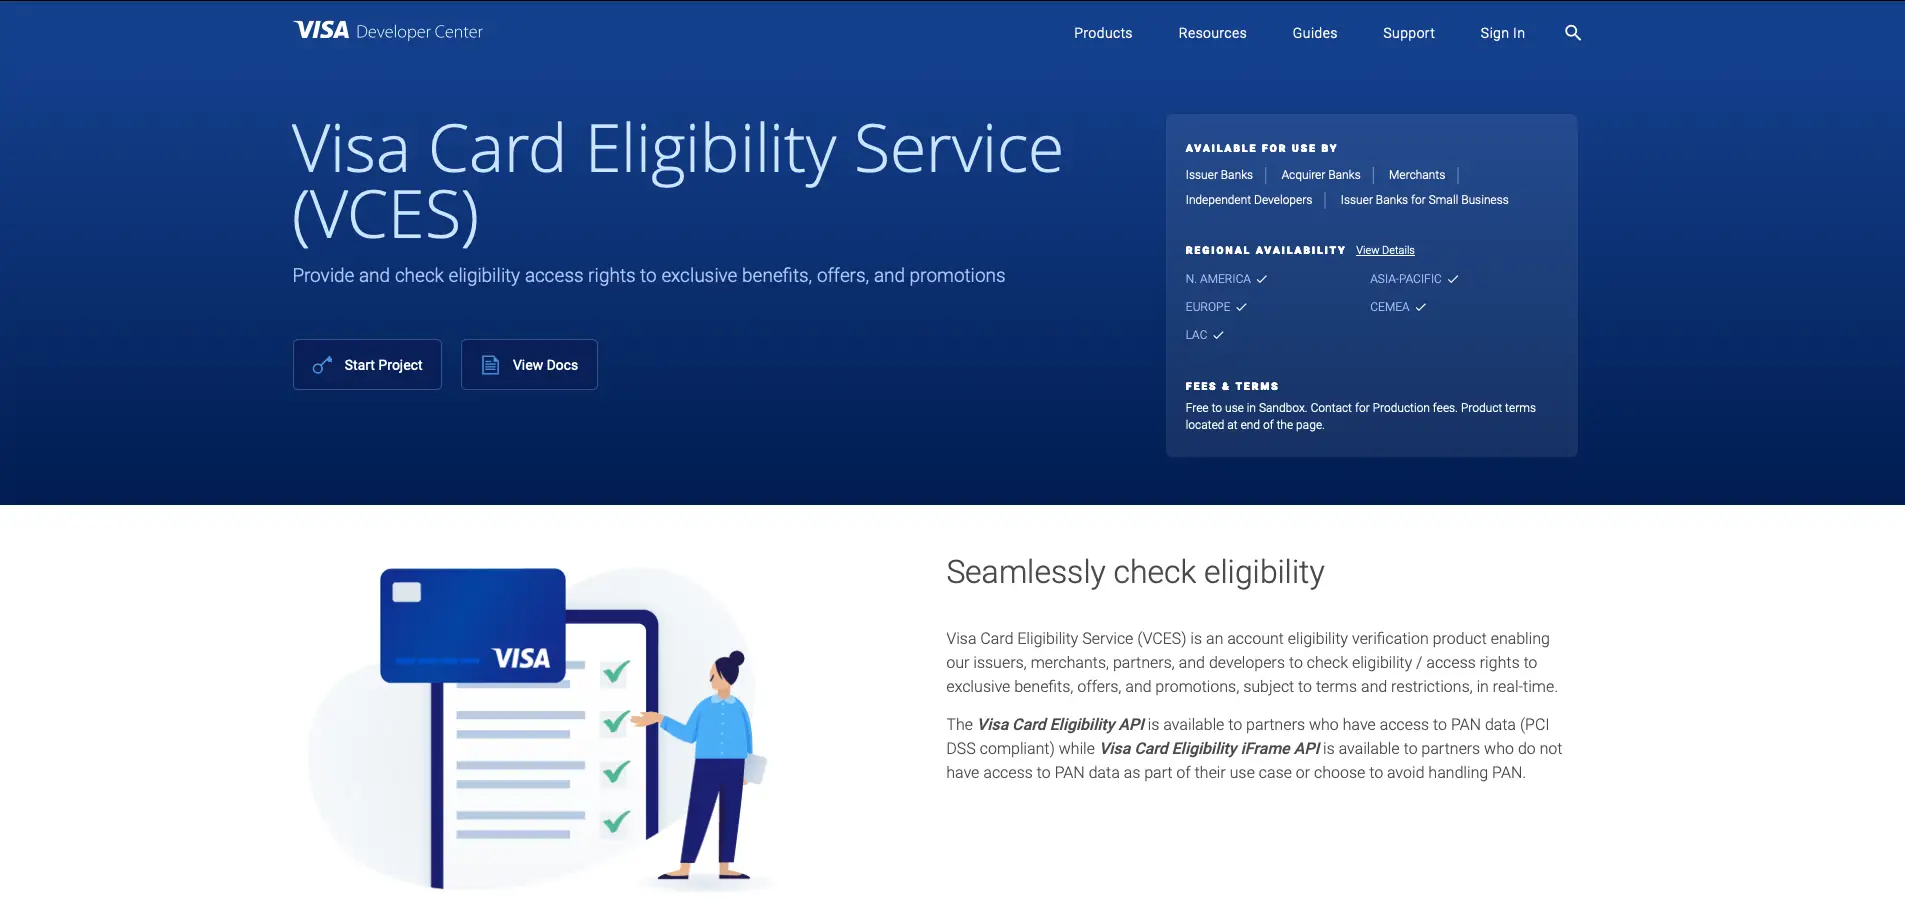 VISA Developer Center
Products Resources Guides Support Sign In
Visa Card Eligibility Service
(VCES)
Provide and check eligibility access rights to exclusive benefits, offers, and promotions
Start Project View Docs
AVAILABLE FOR USE BY
Issuer Banks Acquirer Banks Merchants
Independent Developers Issuer Banks for Small Business
REGIONAL AVAILABILITY View Details
N. AMERICA ASIA-PACIFIC
EUROPE CEMEA
LAC
FEES & TERMS
Free to use in Sandbox. Contact for Production fees. Product terms
located at end of the page.
VISA
Seamlessly check eligibility
Visa Card Eligibility Service (VCES) is an account eligibility verification product enabling
our issuers, merchants, partners, and developers to check eligibility / access rights to
exclusive benefits, offers, and promotions, subject to terms and restrictions, in real-time.
The Visa Card Eligibility API is available to partners who have access to PAN data (PCI
DSS compliant) while Visa Card Eligibility iFrame API is available to partners who do not
have access to PAN data as part of their use case or choose to avoid handling PAN.